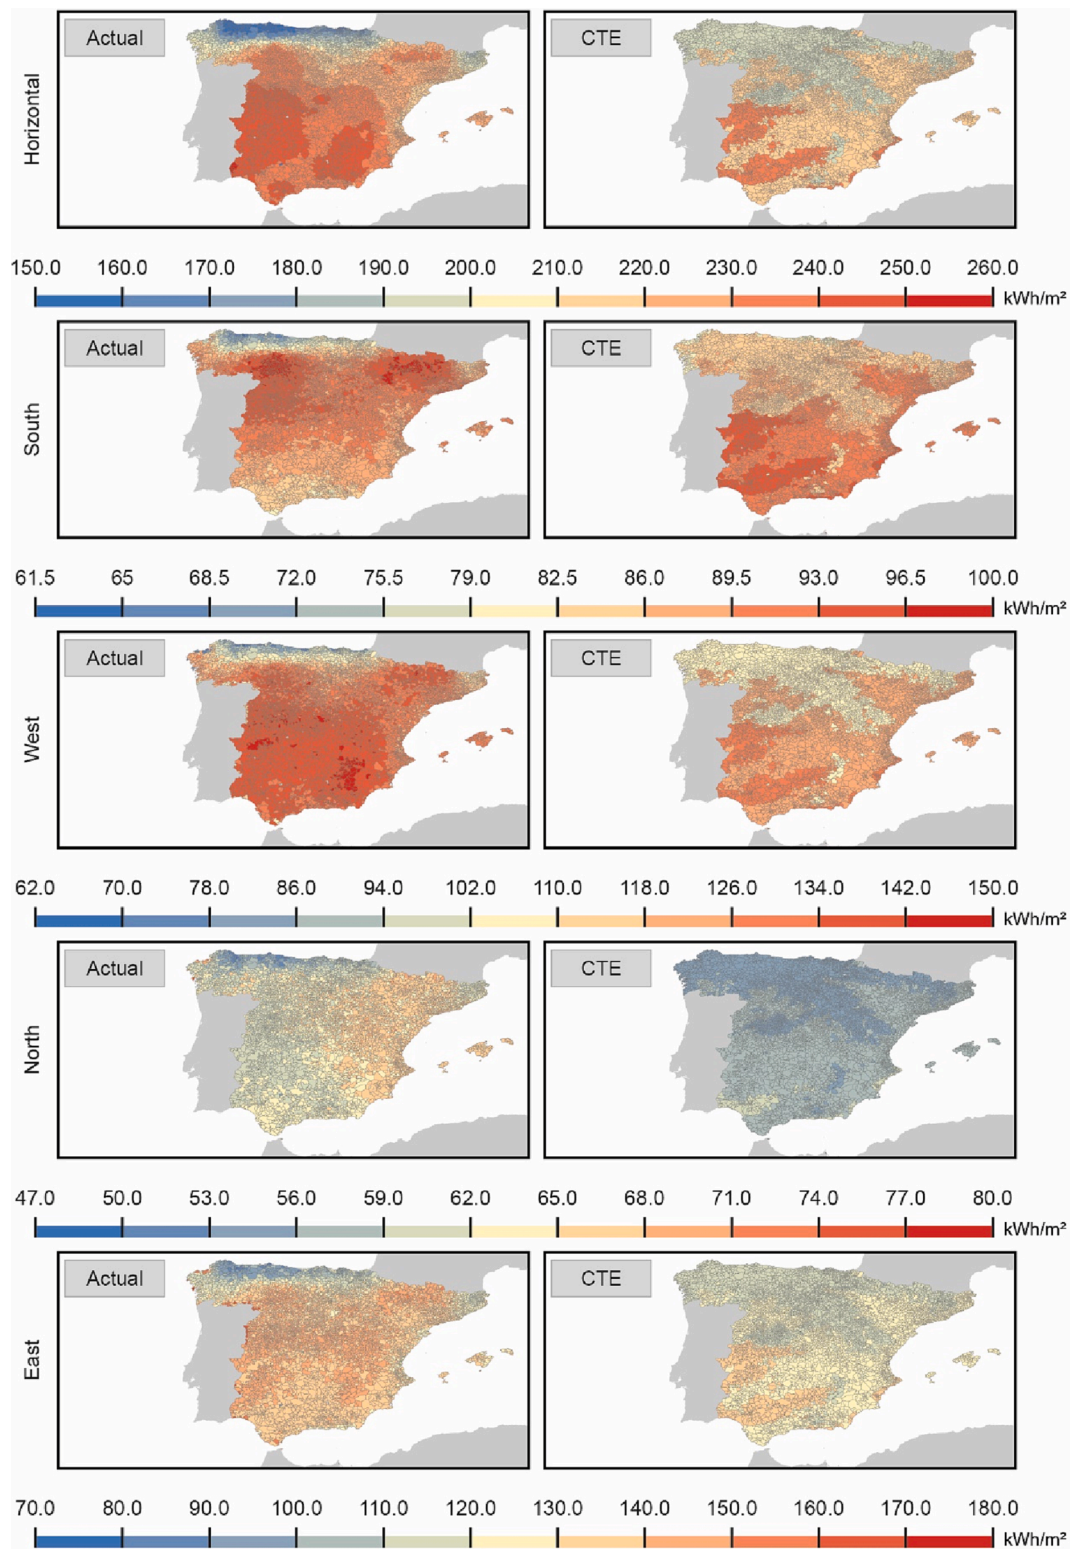 Horizontal
Actual
CTE
150.0 160.0 170.0 180.0 190.0 200.0 210.0 220.0 230.0 240.0 250.0 260.0
kWh/m²
South
Actual
CTE
61.5 65 68.5 72.0 75.5 79.0 82.5 86.0 89.5 93.0 96.5 100.0
kWh/m²
West
Actual
CTE
62.0 70.0 78.0 86.0 94.0 102.0 110.0 118.0 126.0 134.0 142.0 150.0
kWh/m²
North
Actual
CTE
47.0 50.0 53.0 56.0 59.0 62.0 65.0 68.0 71.0 74.0 77.0 80.0
kWh/m²
East
Actual
CTE
70.0 80.0 90.0 100.0 110.0 120.0 130.0 140.0 150.0 160.0 170.0 180.0
kWh/m²